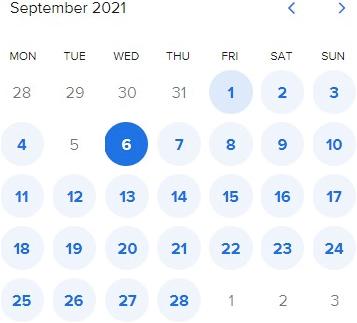 September 2021
MON TUE WED THU FRI SAT SUN
28 29 30 31 1 2 3
4 5 6 7 8 9 10
11 12 13 14 15 16 17
18 19 20 21 22 23 24
25 26 27 28 1 2 3